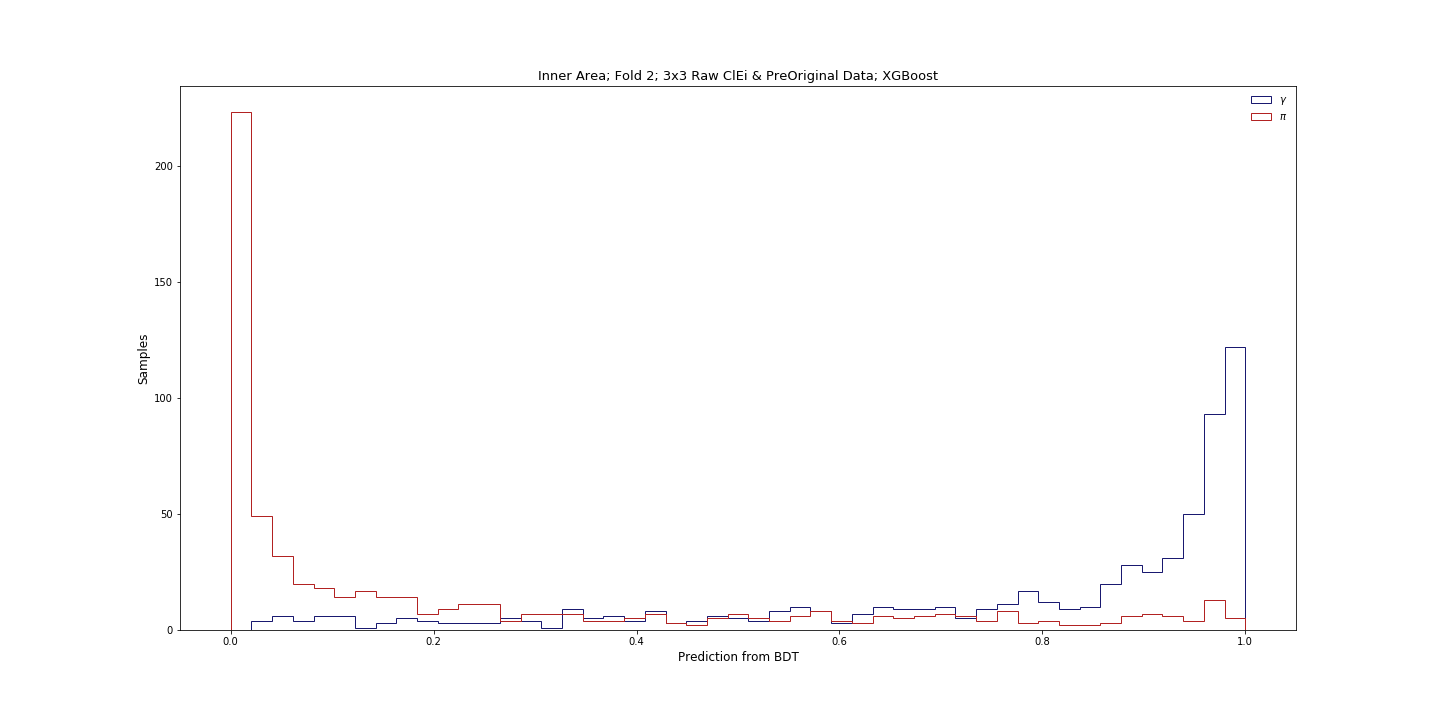 Inner Area; Fold 2; 3x3 Raw ClEi & PreOriginal Data; XGBoost
γ
π
200
150
100
50
0
Samples
0.0 0.2 0.4 0.6 0.8 1.0
Prediction from BDT